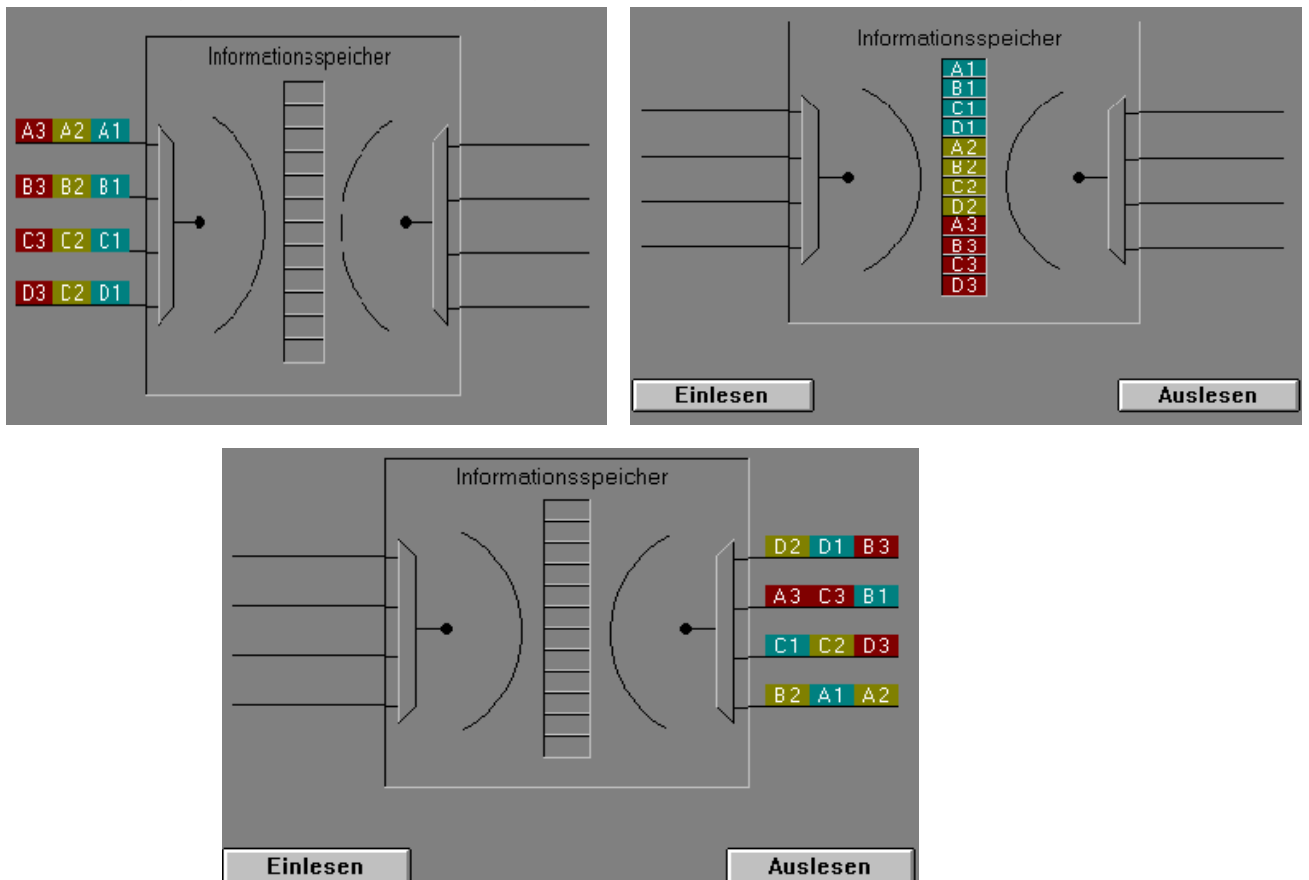 Informationsspeicher
A3 A2 A1
B3 B2 B1
C3 C2 C1
D3 C2 D1
Informationsspeicher
A1
B1
C1
D1
A2
B2
C2
D2
A3
B3
C3
D3
Einlesen
Auslesen
Informationsspeicher
D2 D1 B3
A3 C3 B1
C1 C2 D3
B2 A1 A2
Einlesen
Auslesen